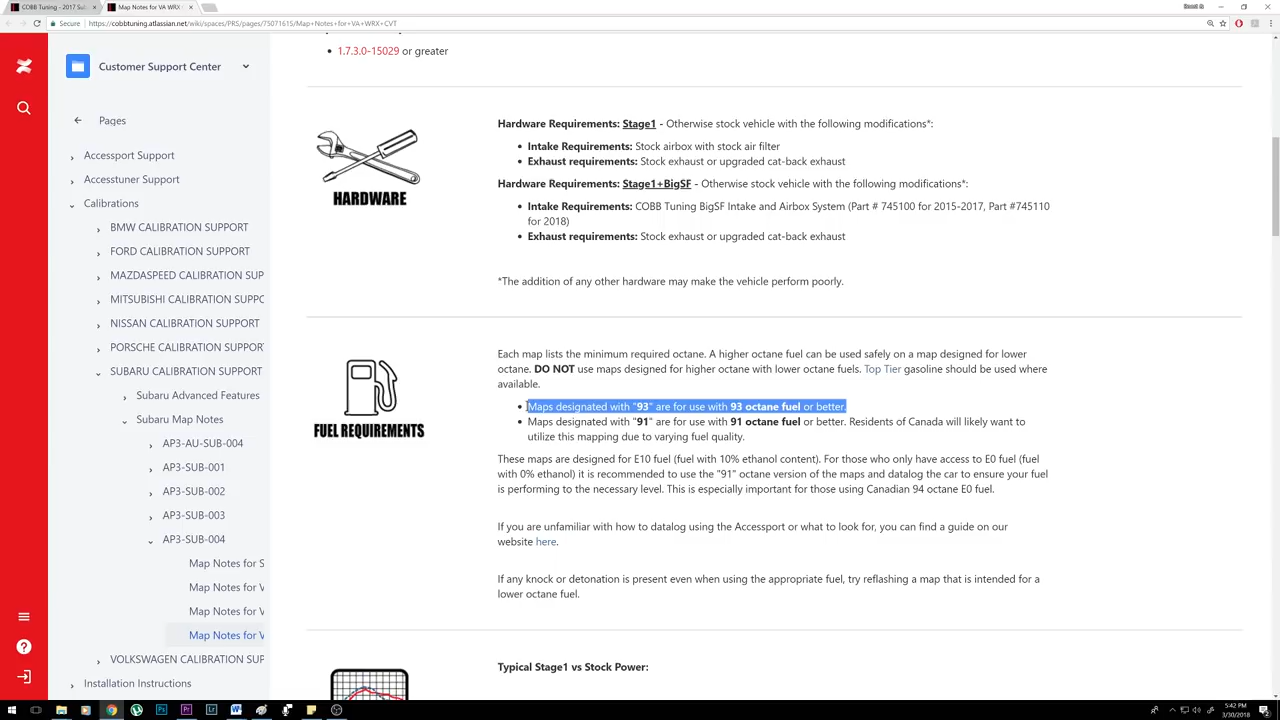 COBB Tuning - 2017 Sub
Map Notes for VA WRX
Secure
https://cobbtuning.atlassian.net/wiki/spaces/PRS/pages/75071615/Map+Notes+for+VA+WRX+CVT
Customer Support Center
Pages
Accessport Support
Accesstuner Support
Calibrations
BMW CALIBRATION SUPPORT
FORD CALIBRATION SUPPORT
MAZDASPEED CALIBRATION SUP
MITSUBISHI CALIBRATION SUPPC
NISSAN CALIBRATION SUPPORT
PORSCHE CALIBRATION SUPPOR
SUBARU CALIBRATION SUPPORT
Subaru Advanced Features
Subaru Map Notes
AP3-AU-SUB-004
AP3-SUB-001
AP3-SUB-002
AP3-SUB-003
AP3-SUB-004
Map Notes for S
Map Notes for V
Map Notes for V
Map Notes for V
VOLKSWAGEN CALIBRATION SUP
Installation Instructions
1.7.3.0-15029 or greater
HARDWARE
Hardware Requirements: Stage1 - Otherwise stock vehicle with the following modifications*:
Intake Requirements: Stock airbox with stock air filter
Exhaust requirements: Stock exhaust or upgraded cat-back exhaust
Hardware Requirements: Stage1+BigSF - Otherwise stock vehicle with the following modifications*:
Intake Requirements: COBB Tuning BigSF Intake and Airbox System (Part # 745100 for 2015-2017, Part #745110
for 2018)
Exhaust requirements: Stock exhaust or upgraded cat-back exhaust
*The addition of any other hardware may make the vehicle perform poorly.
FUEL REQUIREMENTS
Each map lists the minimum required octane. A higher octane fuel can be used safely on a map designed for lower
octane. DO NOT use maps designed for higher octane with lower octane fuels. Top Tier gasoline should be used where
available.
Maps designated with "93" are for use with 93 octane fuel or better.
Maps designated with "91" are for use with 91 octane fuel or better. Residents of Canada will likely want to
utilize this mapping due to varying fuel quality.
These maps are designed for E10 fuel (fuel with 10% ethanol content). For those who only have access to E0 fuel (fuel
with 0% ethanol) it is recommended to use the "91" octane version of the maps and datalog the car to ensure your fuel
is performing to the necessary level. This is especially important for those using Canadian 94 octane E0 fuel.
If you are unfamiliar with how to datalog using the Accessport or what to look for, you can find a guide on our
website here.
If any knock or detonation is present even when using the appropriate fuel, try reflashing a map that is intended for a
lower octane fuel.
Typical Stage1 vs Stock Power:
5:42 PM
3/30/2018